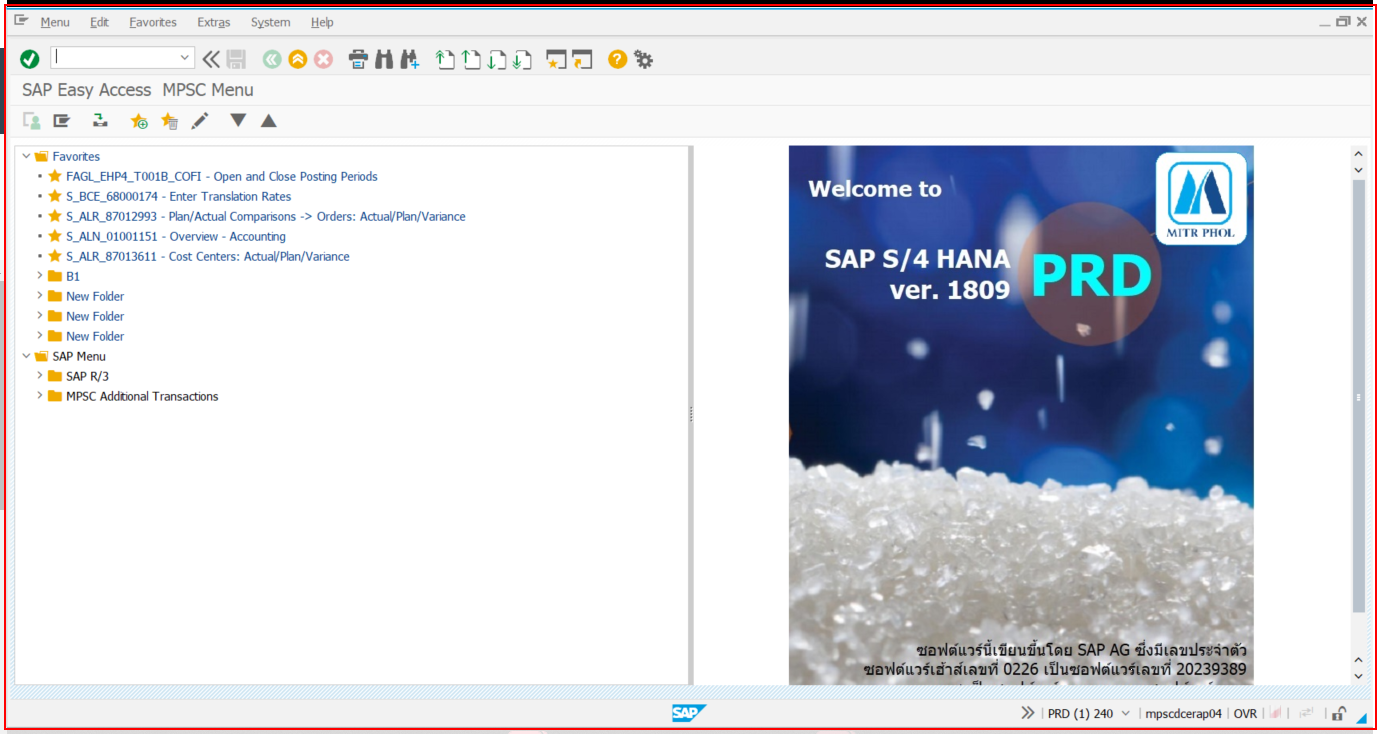 Menu Edit Favorites Extras System Help
SAP Easy Access MPSC Menu
Favorites
FAGL_EHP4_T001B_COFI - Open and Close Posting Periods
S_BCE_68000174 - Enter Translation Rates
S_ALR_87012993 - Plan/Actual Comparisons -> Orders: Actual/Plan/Variance
S_ALN_01001151 - Overview - Accounting
S_ALR_87013611 - Cost Centers: Actual/Plan/Variance
B1
New Folder
New Folder
New Folder
SAP Menu
SAP R/3
MPSC Additional Transactions
Welcome to
MITR PHOL
SAP S/4 HANA
ver. 1809
PRD
ซอฟต์แวร์นี้เขียนขึ้นโดย SAP AG ซึ่งมีเลขประจำตัว
ซอฟต์แวร์เฮ้าส์เลขที่ 0226 เป็นซอฟต์แวร์เลขที่ 20239389
SAP
PRD (1) 240 mpscdcerap04 OVR